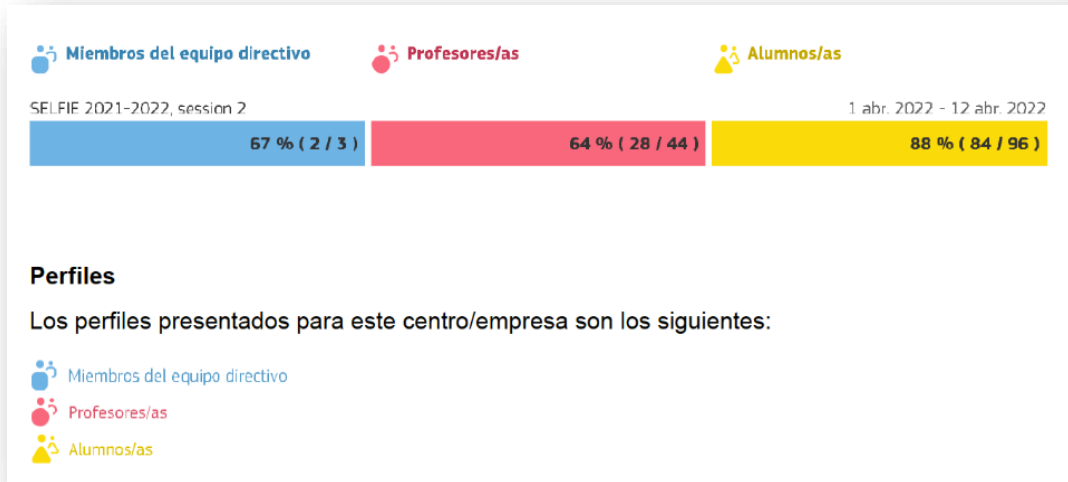 Miembros del equipo directivo Profesores/as Alumnos/as
SELFIE 2021-2022, session 2 1 abr. 2022 - 12 abr. 2022
67 % ( 2 / 3 ) 64 % ( 28 / 44 ) 88 % ( 84 / 96 )
Perfiles
Los perfiles presentados para este centro/empresa son los siguientes:
Miembros del equipo directivo
Profesores/as
Alumnos/as